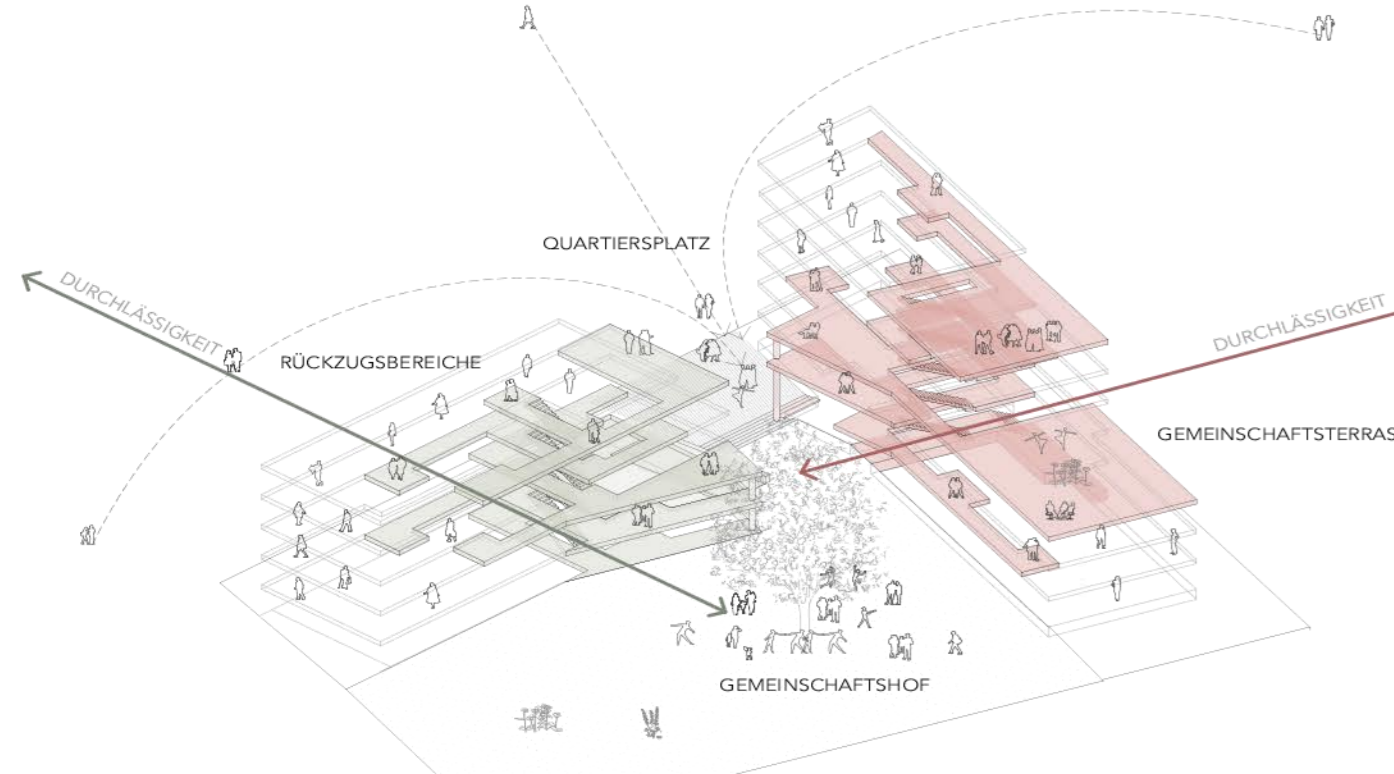 QUARTIERSPLATZ
DURCHLÄSSIGKEIT
RÜCKZUGSBEREICHE
DURCHLÄSSIGKEIT
GEMEINSCHAFTSTERRAS
GEMEINSCHAFTSHOF